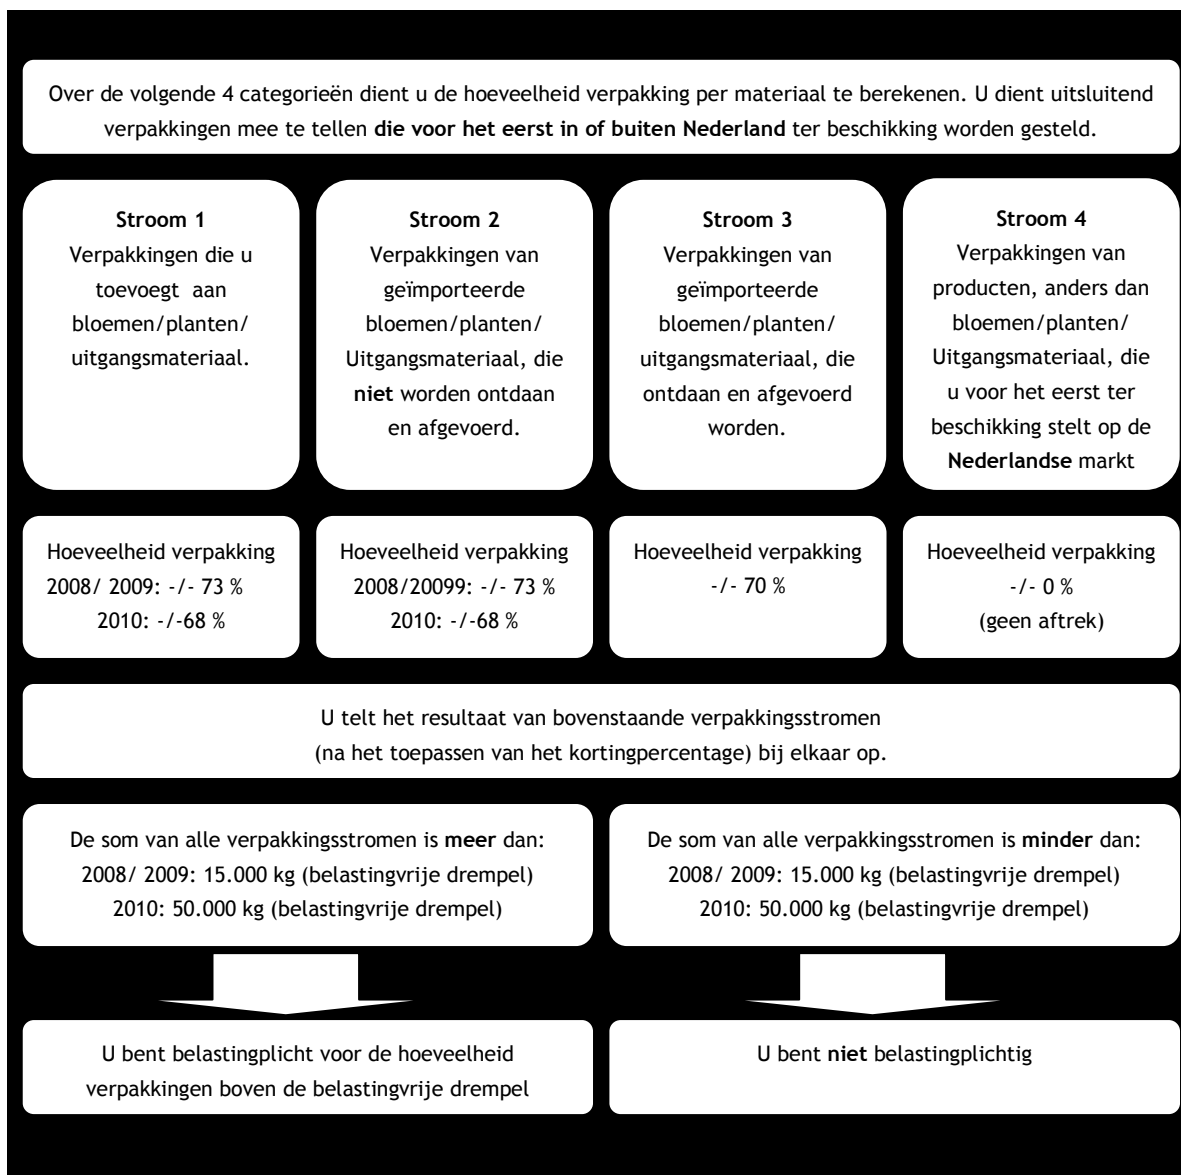 Over de volgende 4 categorieën dient u de hoeveelheid verpakking per materiaal te berekenen. U dient uitsluitend
verpakkingen mee te tellen die voor het eerst in of buiten Nederland ter beschikking worden gesteld.
Stroom 1
Verpakkingen die u
toevoegt aan
bloemen/planten/
uitgangsmateriaal.
Stroom 2
Verpakkingen van
geïmporteerde
bloemen/planten/
Uitgangsmateriaal, die
niet worden ontdaan
en afgevoerd.
Stroom 3
Verpakkingen van
geïmporteerde
bloemen/planten/
uitgangsmateriaal, die
ontdaan en afgevoerd
worden.
Stroom 4
Verpakkingen van
producten, anders dan
bloemen/planten/
Uitgangsmateriaal, die
u voor het eerst ter
beschikking stelt op de
Nederlandse markt
Hoeveelheid verpakking
2008/ 2009: -/- 73 %
2010: -/-68 %
Hoeveelheid verpakking
2008/20099: -/- 73 %
2010: -/-68 %
Hoeveelheid verpakking
-/- 70 %
Hoeveelheid verpakking
-/- 0 %
(geen aftrek)
U telt het resultaat van bovenstaande verpakkingsstromen
(na het toepassen van het kortingpercentage) bij elkaar op.
De som van alle verpakkingsstromen is meer dan:
2008/ 2009: 15.000 kg (belastingvrije drempel)
2010: 50.000 kg (belastingvrije drempel)
De som van alle verpakkingsstromen is minder dan:
2008/ 2009: 15.000 kg (belastingvrije drempel)
2010: 50.000 kg (belastingvrije drempel)
U bent belastingplicht voor de hoeveelheid
verpakkingen boven de belastingvrije drempel
U bent niet belastingplichtig